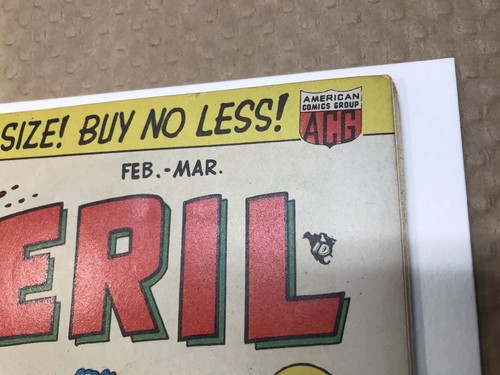 SIZE! BUY NO LESS!
AMERICAN
COMICS GROUP
ACG
FEB.-MAR.
ERIL